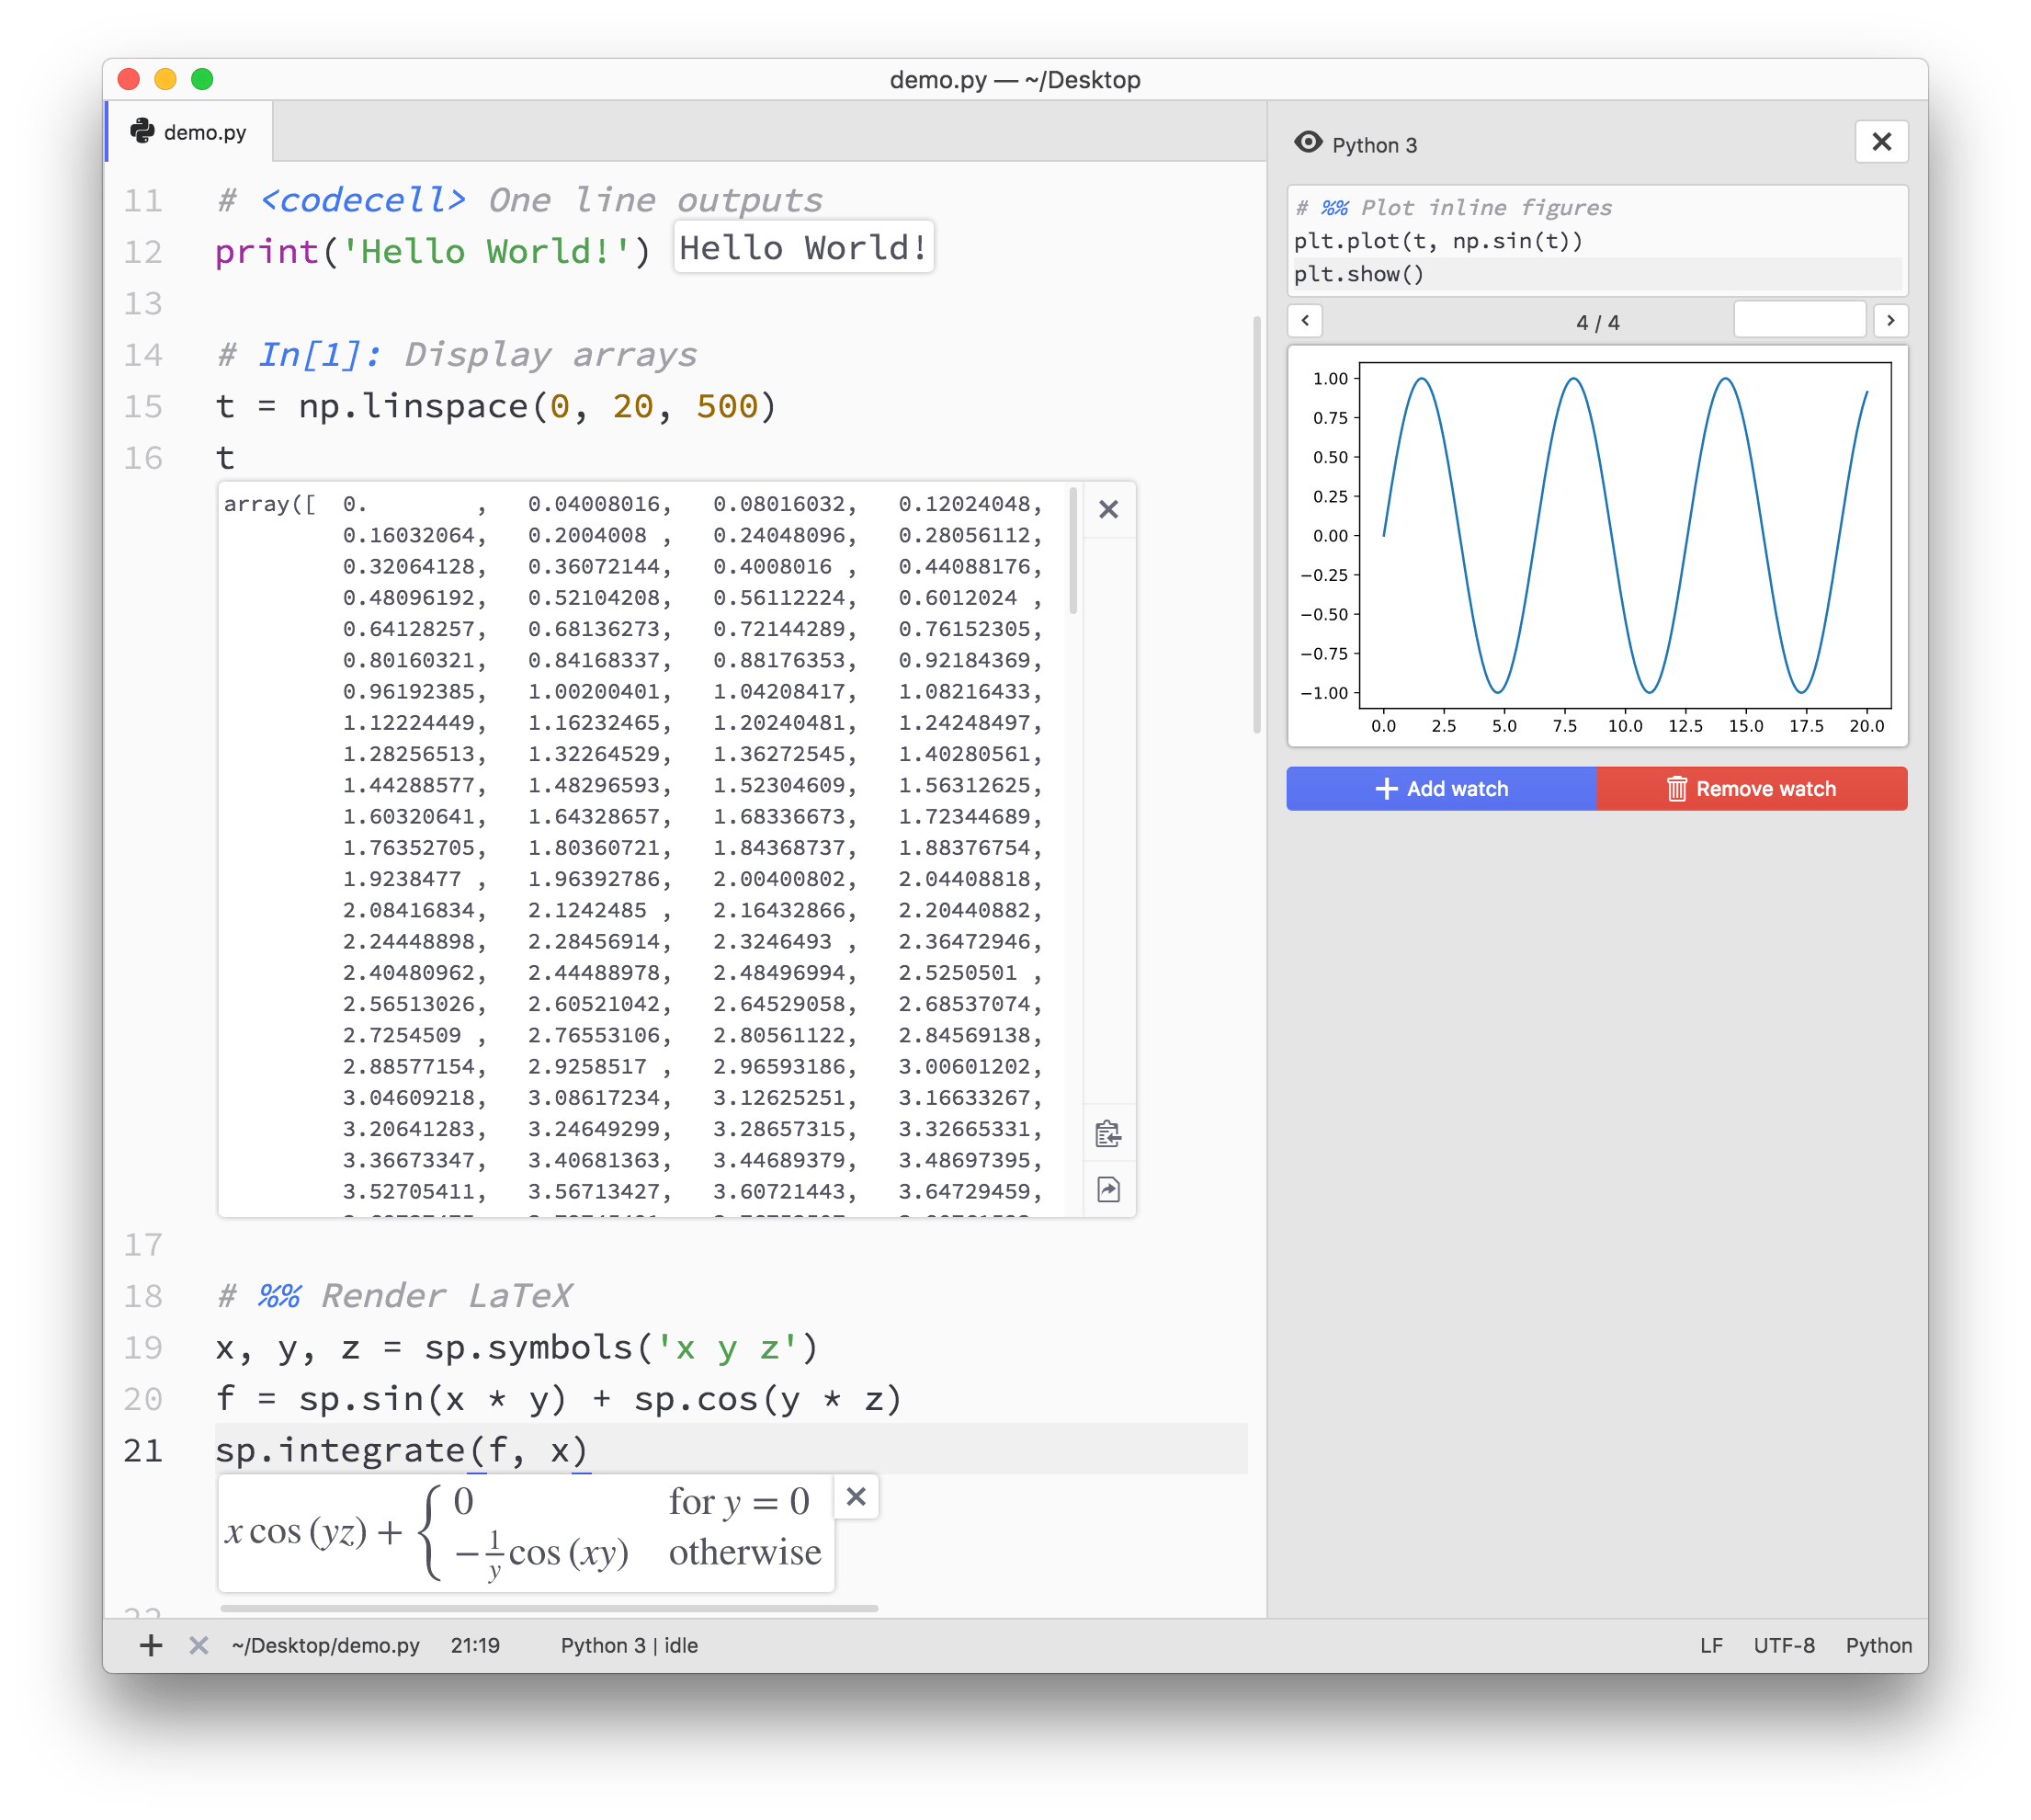 demo.py — ~/Desktop
demo.py
11 # <codecell> One line outputs
12 print('Hello World!') Hello World!
13
14 # In[1]: Display arrays
15 t = np.linspace(0, 20, 500)
16 t
array([ 0. , 0.04008016, 0.08016032, 0.12024048,
0.16032064, 0.2004008 , 0.24048096, 0.28056112,
0.32064128, 0.36072144, 0.4008016 , 0.44088176,
0.48096192, 0.52104208, 0.56112224, 0.6012024 ,
0.64128257, 0.68136273, 0.72144289, 0.76152305,
0.80160321, 0.84168337, 0.88176353, 0.92184369,
0.96192385, 1.00200401, 1.04208417, 1.08216433,
1.12224449, 1.16232465, 1.20240481, 1.24248497,
1.28256513, 1.32264529, 1.36272545, 1.40280561,
1.44288577, 1.48296593, 1.52304609, 1.56312625,
1.60320641, 1.64328657, 1.68336673, 1.72344689,
1.76352705, 1.80360721, 1.84368737, 1.88376754,
1.9238477 , 1.96392786, 2.00400802, 2.04408818,
2.08416834, 2.1242485 , 2.16432866, 2.20440882,
2.24448898, 2.28456914, 2.3246493 , 2.36472946,
2.40480962, 2.44488978, 2.48496994, 2.5250501 ,
2.56513026, 2.60521042, 2.64529058, 2.68537074,
2.7254509 , 2.76553106, 2.80561122, 2.84569138,
2.88577154, 2.9258517 , 2.96593186, 3.00601202,
3.04609218, 3.08617234, 3.12625251, 3.16633267,
3.20641283, 3.24649299, 3.28657315, 3.32665331,
3.36673347, 3.40681363, 3.44689379, 3.48697395,
3.52705411, 3.56713427, 3.60721443, 3.64729459,
17
18 # %% Render LaTeX
19 x, y, z = sp.symbols('x y z')
20 f = sp.sin(x * y) + sp.cos(y * z)
21 sp.integrate(f, x)
x cos (yz) + { 0 for y = 0
−1/y cos (xy) otherwise
~/Desktop/demo.py 21:19 Python 3 | idle
LF UTF-8 Python
Python 3
# %% Plot inline figures
plt.plot(t, np.sin(t))
plt.show()
4 / 4
1.00
0.75
0.50
0.25
0.00
−0.25
−0.50
−0.75
−1.00
0.0 2.5 5.0 7.5 10.0 12.5 15.0 17.5 20.0
Add watch Remove watch